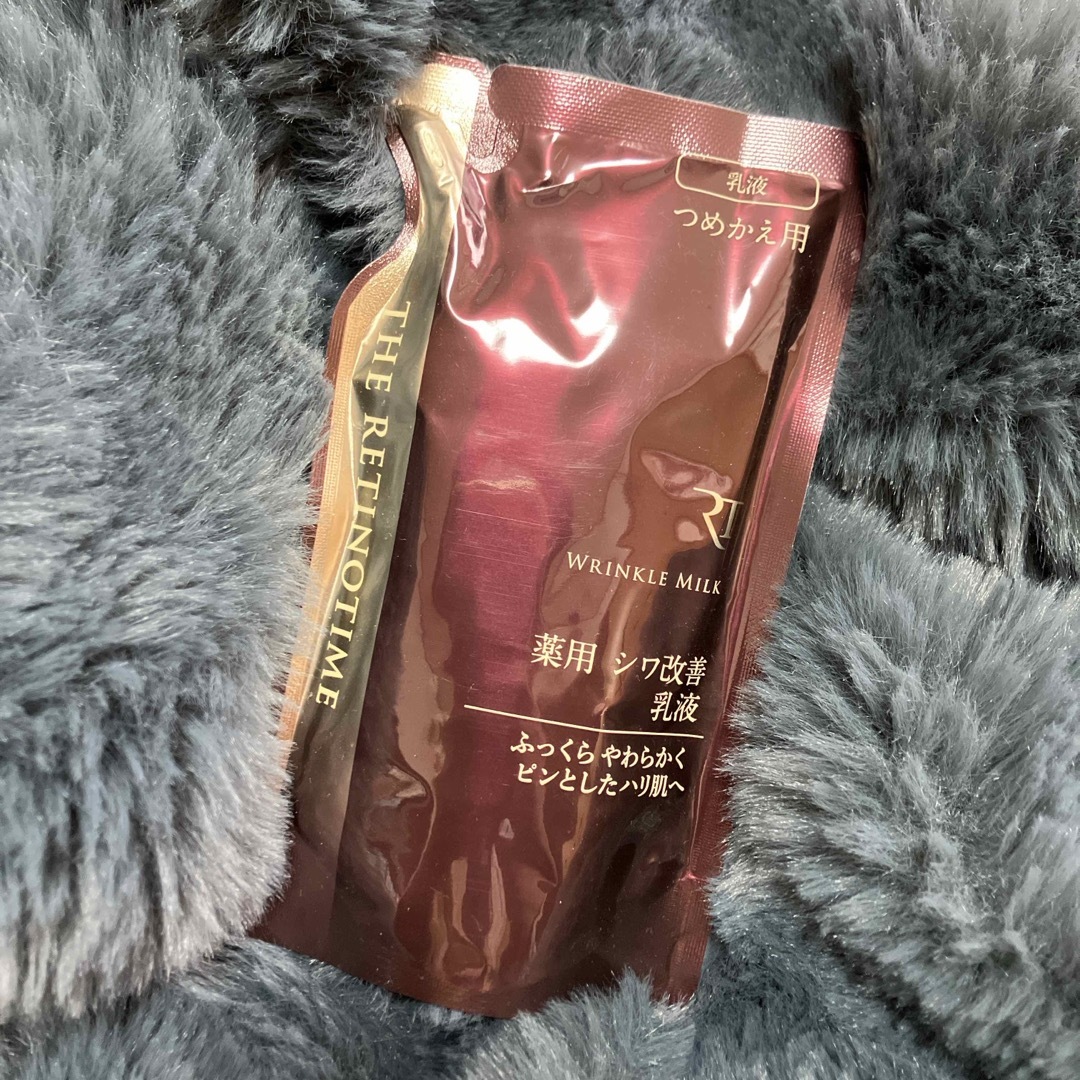 乳液
つめかえ用
THE RETINOTIME
RT
WRINKLE MILK
薬用 シワ改善
乳液
ふっくら やわらかく
ピンとしたハリ肌へ